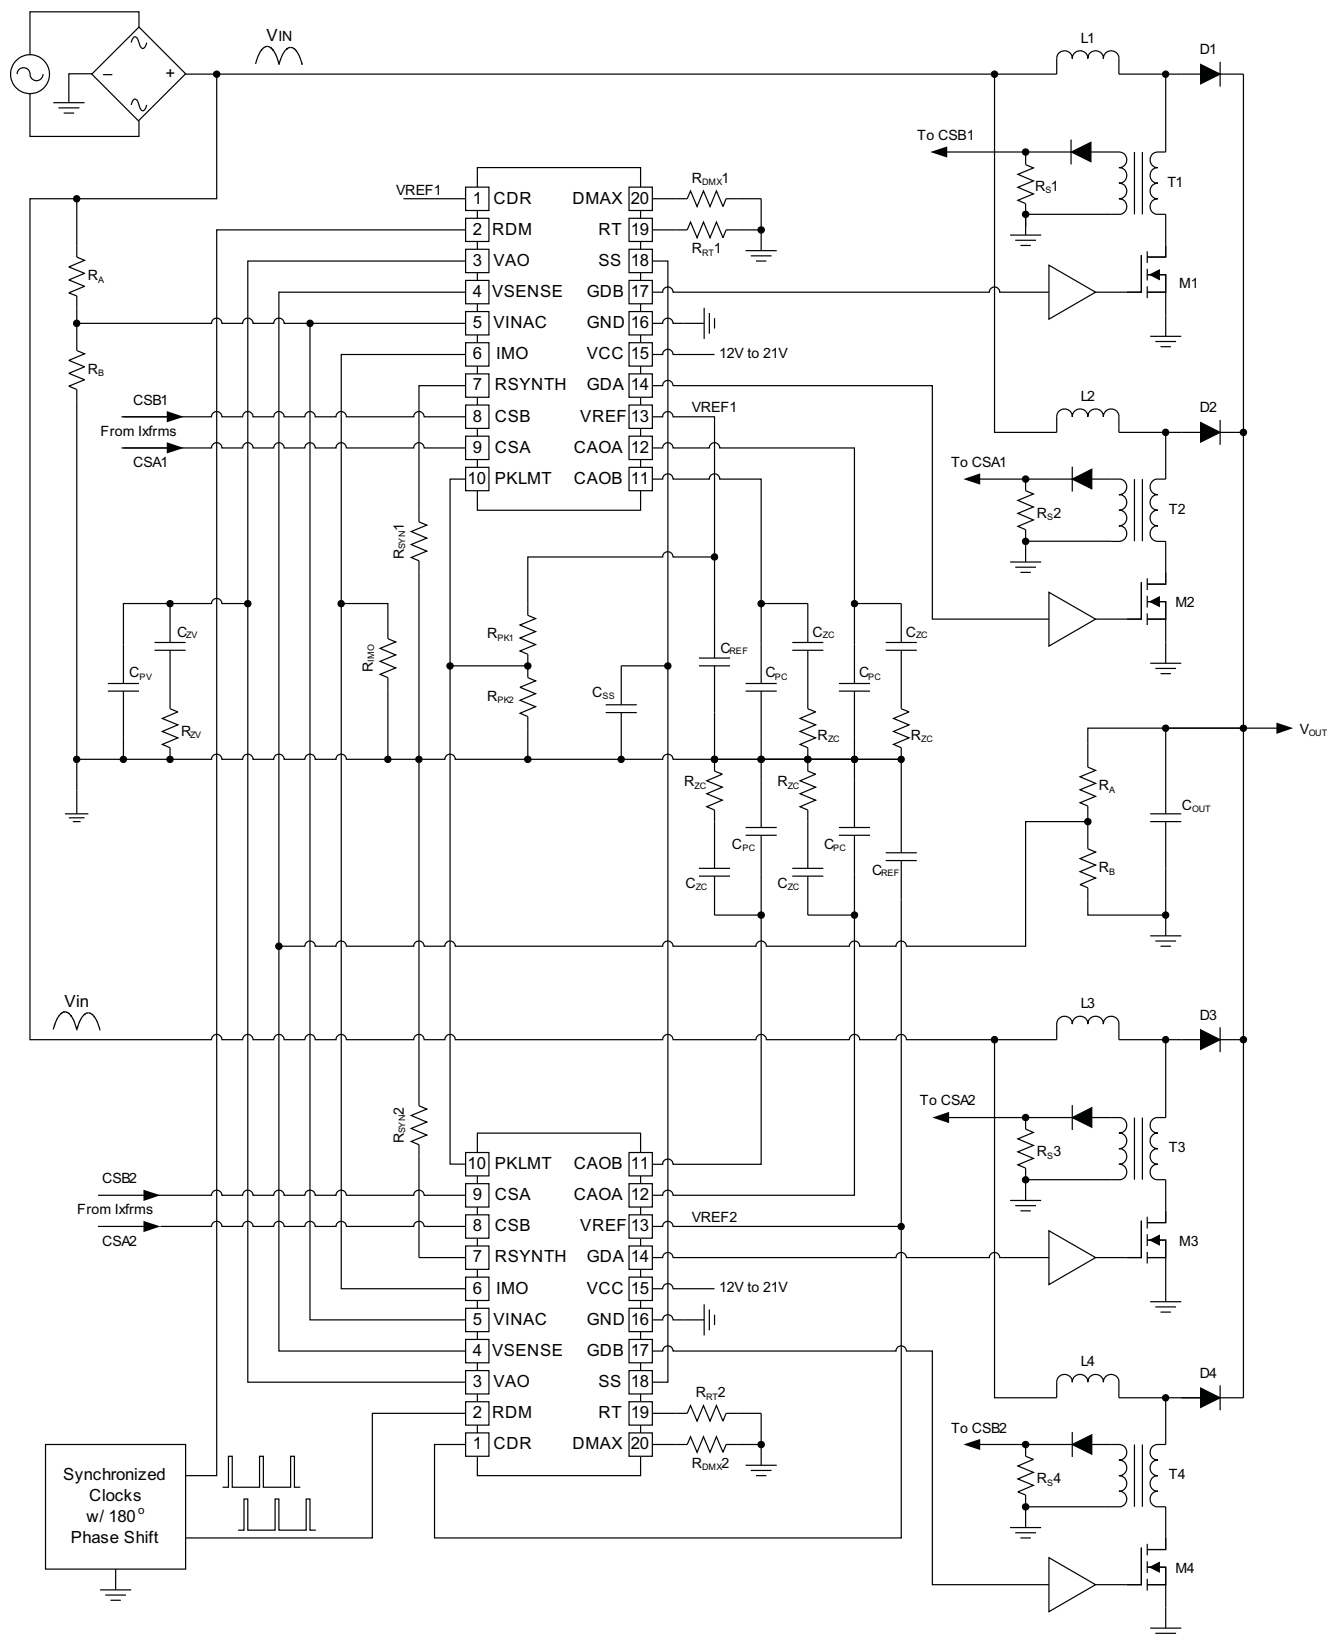 VIN
L1
D1
− +
To CSB1
RS1
T1
M1
VREF1
1 CDR DMAX 20
RDMX1
2 RDM RT 19
RRT1
3 VAO SS 18
4 VSENSE GDB 17
5 VINAC GND 16
6 IMO VCC 15
12V to 21V
7 RSYNTH GDA 14
8 CSB VREF 13
VREF1
9 CSA CAOA 12
10 PKLMT CAOB 11
RA
RB
CSB1
From Ixfrms
CSA1
L2
D2
To CSA1
RS2
T2
M2
RSYN1
CZV
CPV
RZV
RIMO
RPK1
RPK2
CSS
CREF
CPC
CZC
RZC
CPC
CZC
RZC
VOUT
RA
RB
COUT
RZC
CPC
CZC
RZC
CPC
CZC
CREF
Vin
L3
D3
To CSA2
RS3
T3
M3
RSYN2
10 PKLMT CAOB 11
9 CSA CAOA 12
8 CSB VREF 13
VREF2
7 RSYNTH GDA 14
6 IMO VCC 15
12V to 21V
5 VINAC GND 16
4 VSENSE GDB 17
3 VAO SS 18
2 RDM RT 19
RRT2
1 CDR DMAX 20
RDMX2
CSB2
From Ixfrms
CSA2
L4
D4
To CSB2
RS4
T4
M4
Synchronized
Clocks
w/ 180o
Phase Shift